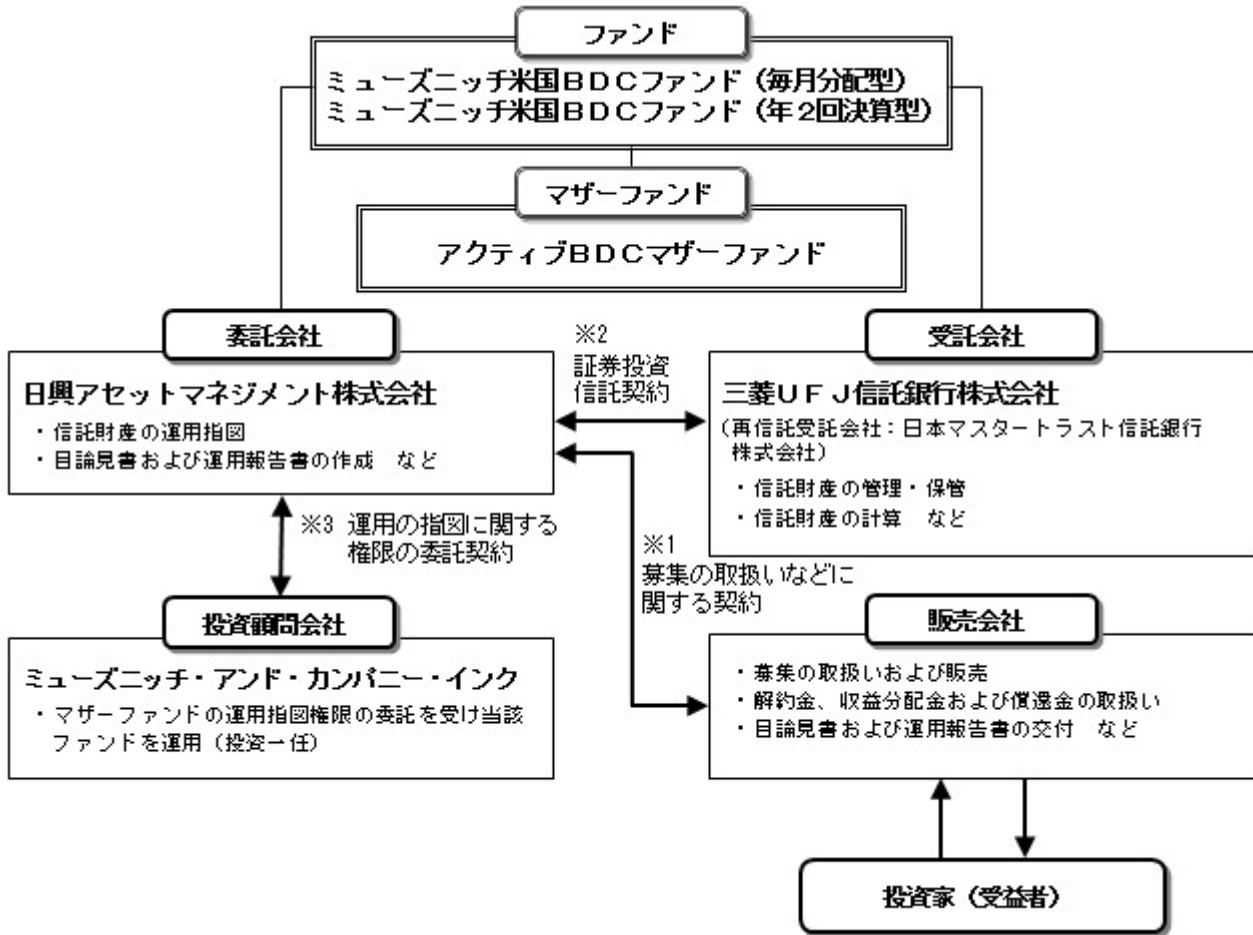 ファンド
ミューズニッチ米国ＢＤＣファンド（毎月分配型）
ミューズニッチ米国ＢＤＣファンド（年２回決算型）
マザーファンド
アクティブＢＤＣマザーファンド
委託会社
日興アセットマネジメント株式会社
・信託財産の運用指図
・目論見書および運用報告書の作成　など
※2
証券投資
信託契約
受託会社
三菱ＵＦＪ信託銀行株式会社
（再信託受託会社：日本マスタートラスト信託銀行
株式会社）
・信託財産の管理・保管
・信託財産の計算　など
※3 運用の指図に関する
権限の委託契約
※1
募集の取扱いなどに
関する契約
投資顧問会社
ミューズニッチ・アンド・カンパニー・インク
・マザーファンドの運用指図権限の委託を受け当該
ファンドを運用（投資一任）
販売会社
・募集の取扱いおよび販売
・解約金、収益分配金および償還金の取扱い
・目論見書および運用報告書の交付　など
投資家（受益者）